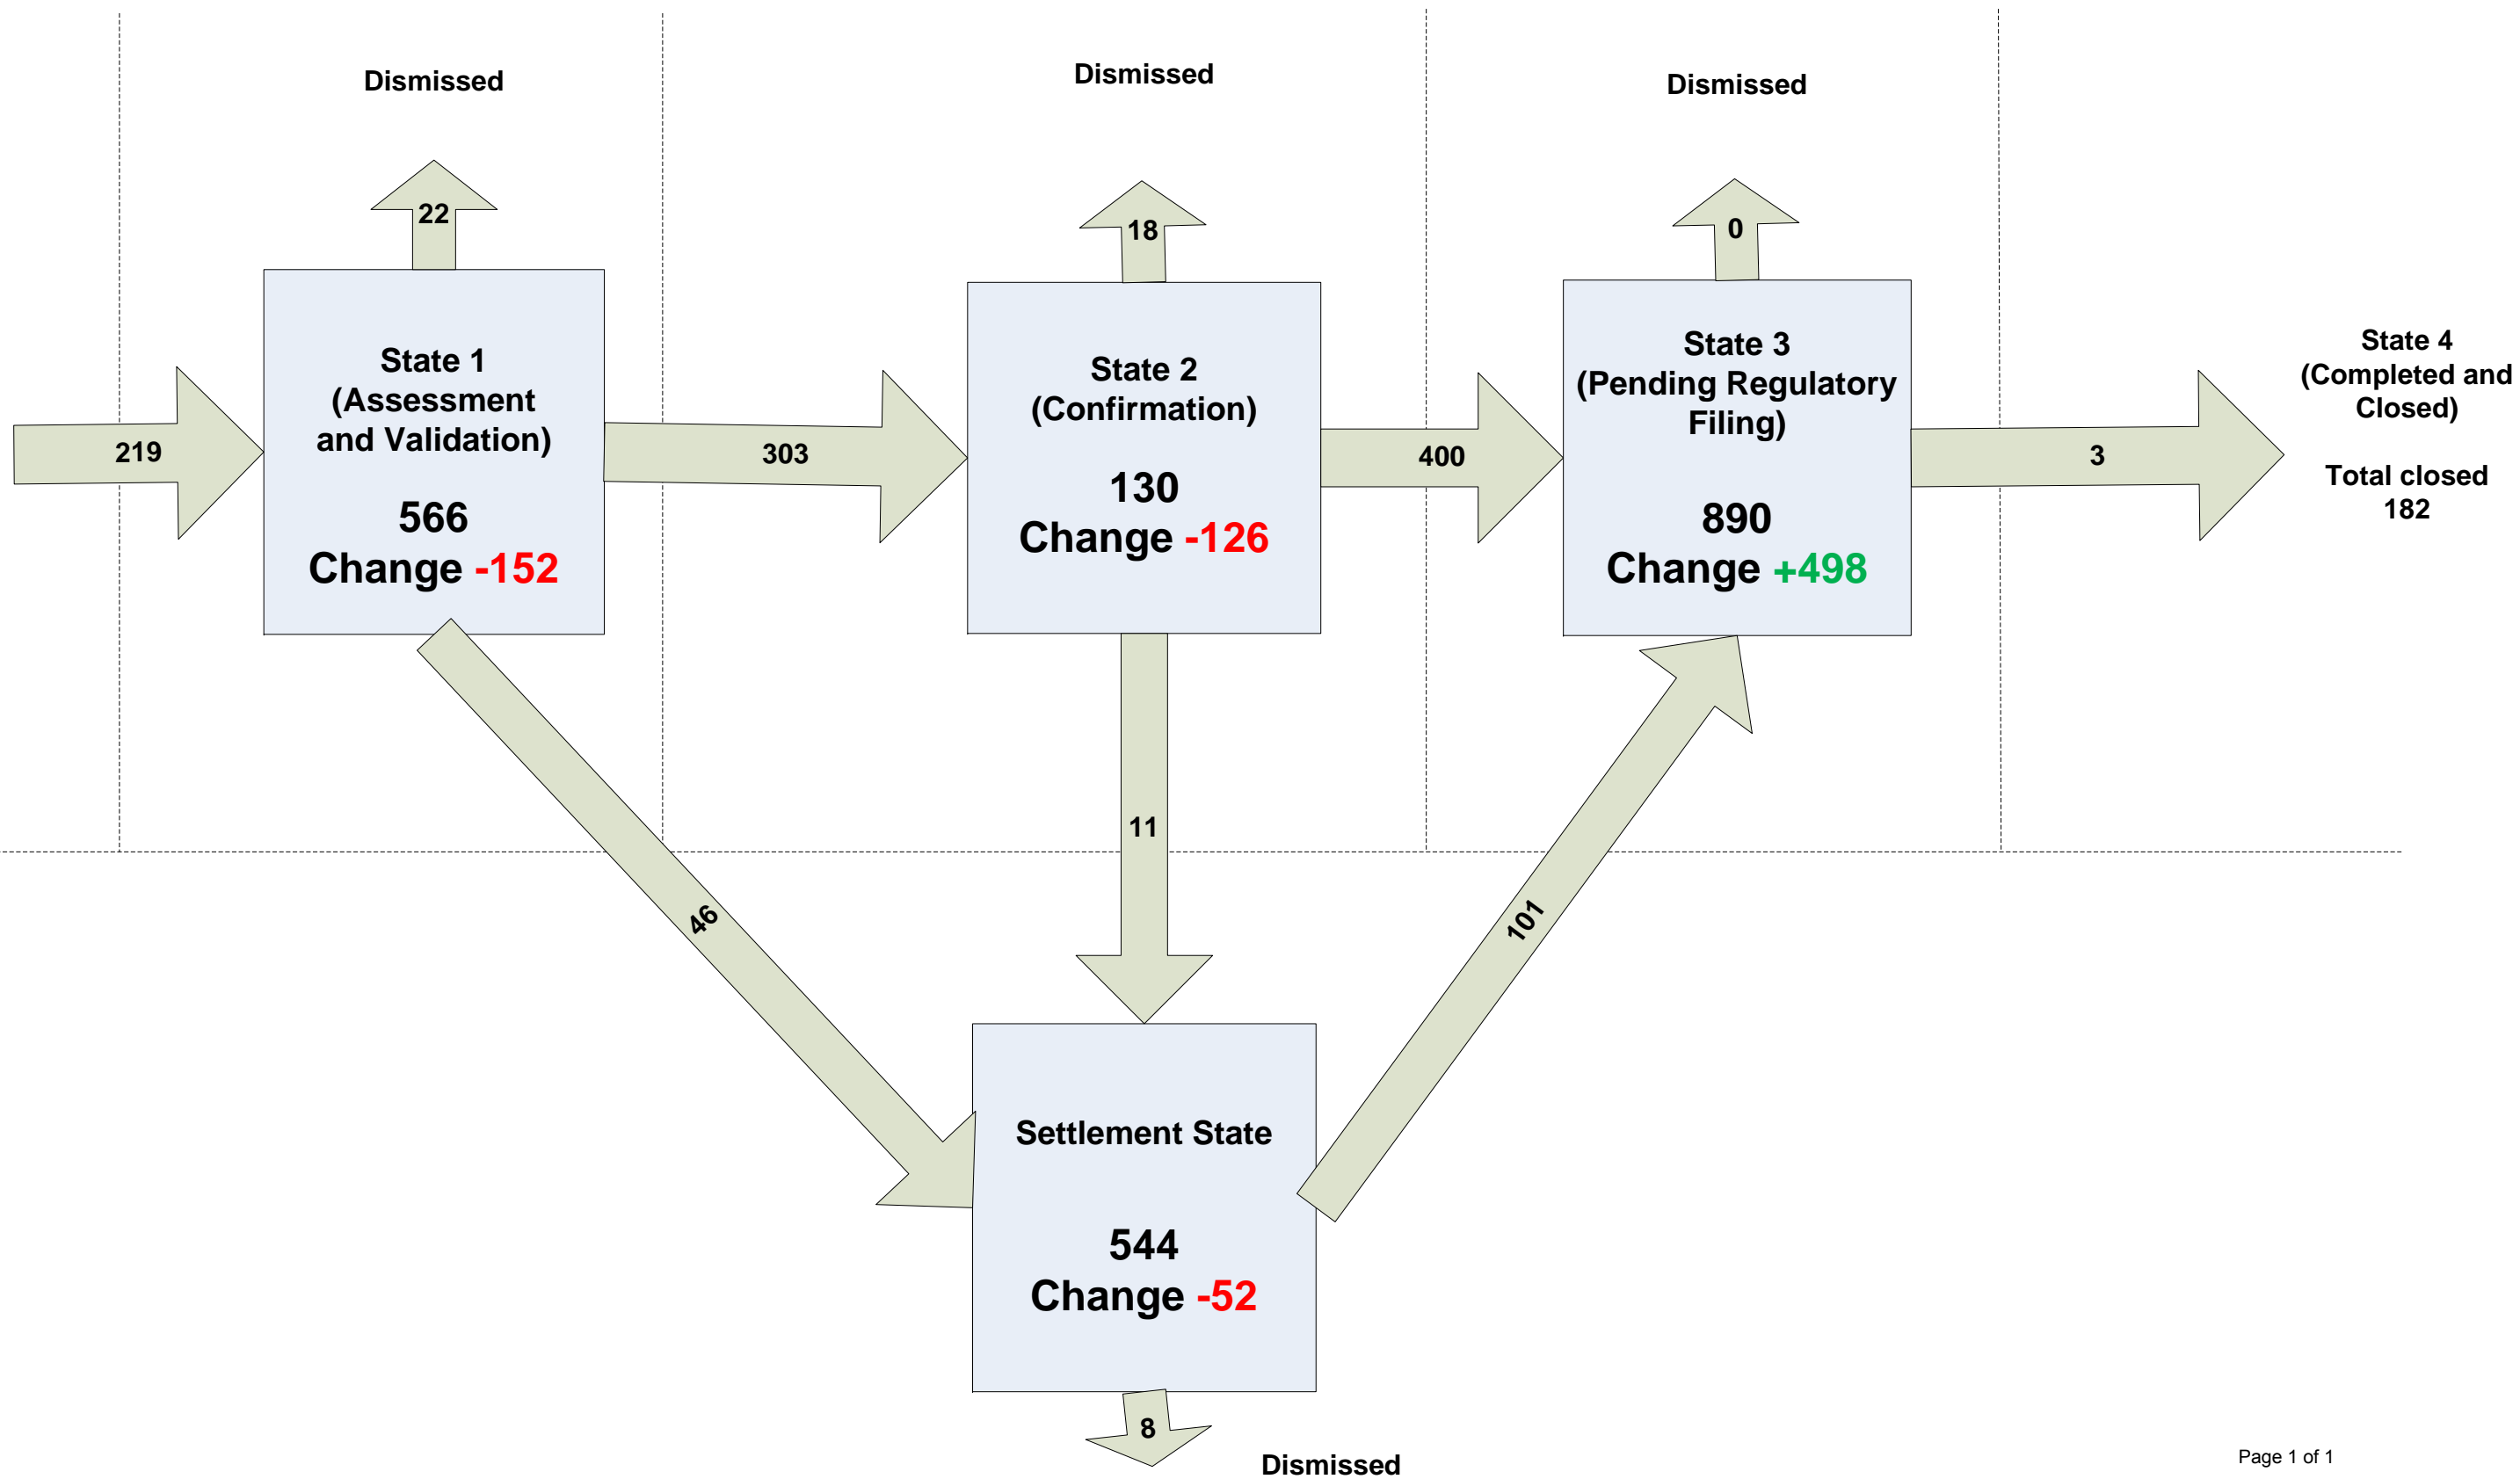 Dismissed
Dismissed
Dismissed
22
18
0
219
State 1
(Assessment
and Validation)
566
Change -152
303
State 2
(Confirmation)
130
Change -126
400
State 3
(Pending Regulatory
Filing)
890
Change +498
3
State 4
(Completed and
Closed)
Total closed
182
46
11
101
Settlement State
544
Change -52
8
Dismissed
Page 1 of 1